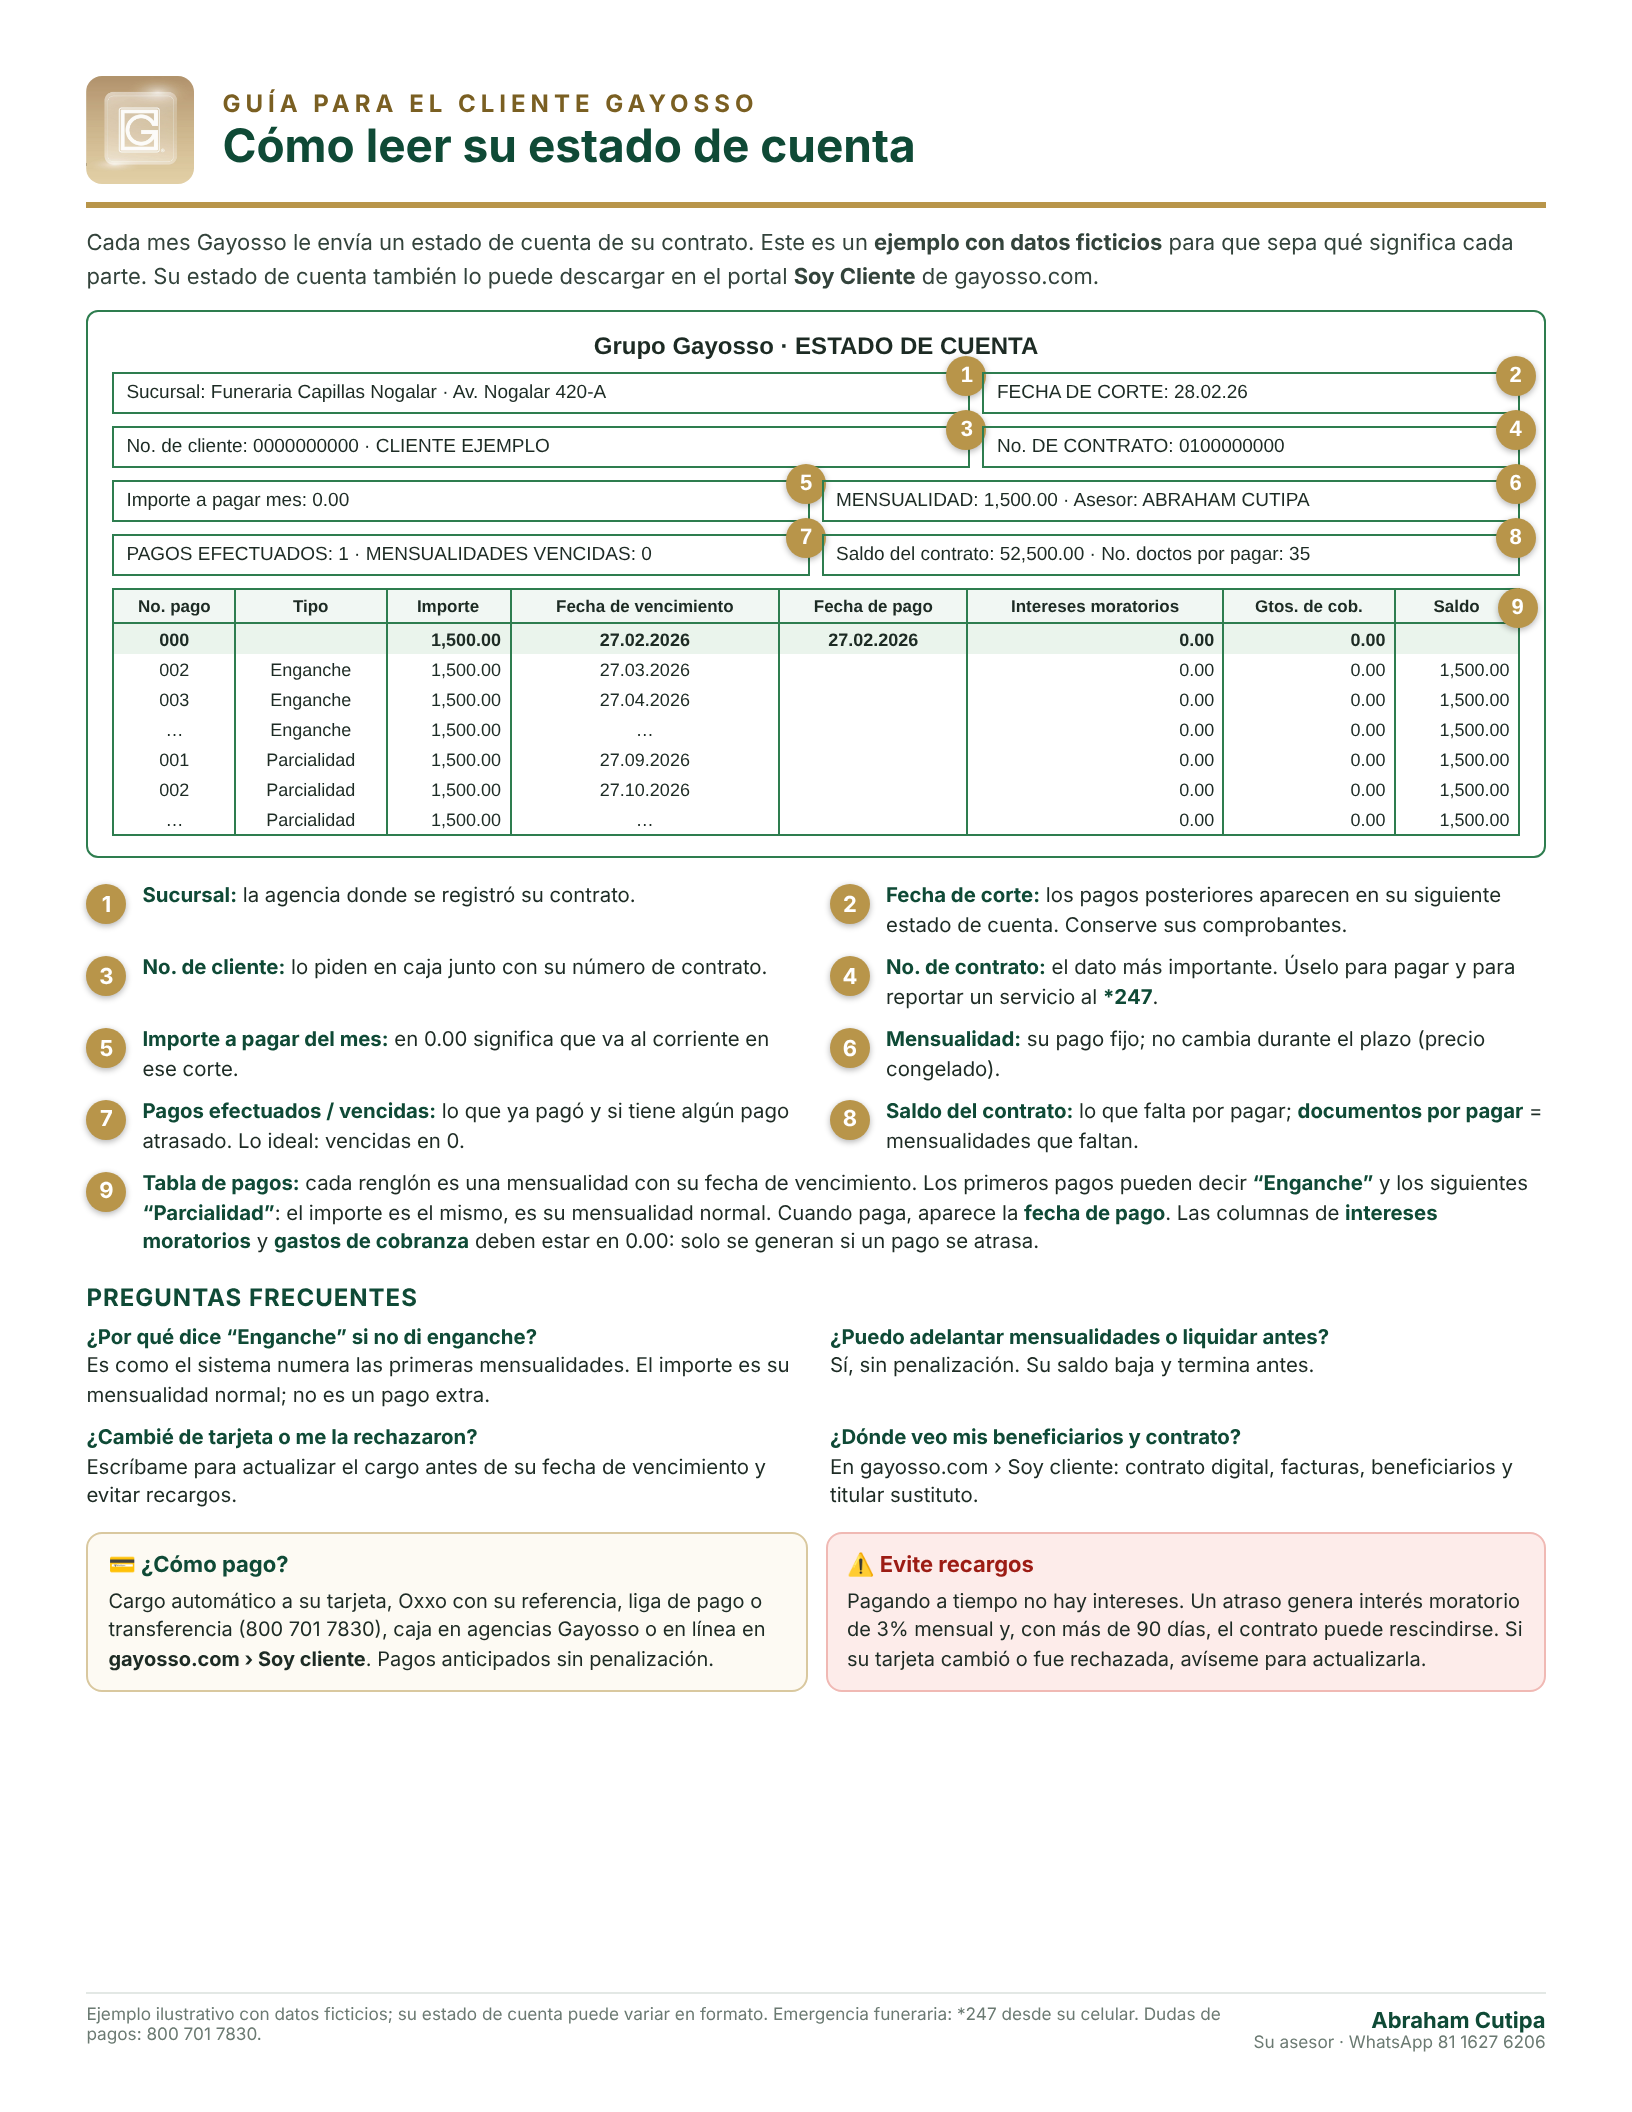 G
GUÍA PARA EL CLIENTE GAYOSSO
Cómo leer su estado de cuenta
Cada mes Gayosso le envía un estado de cuenta de su contrato. Este es un ejemplo con datos ficticios para que sepa qué significa cada
parte. Su estado de cuenta también lo puede descargar en el portal Soy Cliente de gayosso.com.
Grupo Gayosso · ESTADO DE CUENTA
Sucursal: Funeraria Capillas Nogalar · Av. Nogalar 420-A 1 FECHA DE CORTE: 28.02.26 2
No. de cliente: 0000000000 · CLIENTE EJEMPLO 3 No. DE CONTRATO: 0100000000 4
Importe a pagar mes: 0.00 5 MENSUALIDAD: 1,500.00 · Asesor: ABRAHAM CUTIPA 6
PAGOS EFECTUADOS: 1 · MENSUALIDADES VENCIDAS: 0 7 Saldo del contrato: 52,500.00 · No. doctos por pagar: 35 8
No. pago Tipo Importe Fecha de vencimiento Fecha de pago Intereses moratorios Gtos. de cob. Saldo 9
000 1,500.00 27.02.2026 27.02.2026 0.00 0.00
002 Enganche 1,500.00 27.03.2026 0.00 0.00 1,500.00
003 Enganche 1,500.00 27.04.2026 0.00 0.00 1,500.00
… Enganche 1,500.00 … 0.00 0.00 1,500.00
001 Parcialidad 1,500.00 27.09.2026 0.00 0.00 1,500.00
002 Parcialidad 1,500.00 27.10.2026 0.00 0.00 1,500.00
… Parcialidad 1,500.00 … 0.00 0.00 1,500.00
1 Sucursal: la agencia donde se registró su contrato.
2 Fecha de corte: los pagos posteriores aparecen en su siguiente
estado de cuenta. Conserve sus comprobantes.
3 No. de cliente: lo piden en caja junto con su número de contrato.
4 No. de contrato: el dato más importante. Úselo para pagar y para
reportar un servicio al *247.
5 Importe a pagar del mes: en 0.00 significa que va al corriente en
ese corte.
6 Mensualidad: su pago fijo; no cambia durante el plazo (precio
congelado).
7 Pagos efectuados / vencidas: lo que ya pagó y si tiene algún pago
atrasado. Lo ideal: vencidas en 0.
8 Saldo del contrato: lo que falta por pagar; documentos por pagar =
mensualidades que faltan.
9 Tabla de pagos: cada renglón es una mensualidad con su fecha de vencimiento. Los primeros pagos pueden decir “Enganche” y los siguientes
“Parcialidad”: el importe es el mismo, es su mensualidad normal. Cuando paga, aparece la fecha de pago. Las columnas de intereses
moratorios y gastos de cobranza deben estar en 0.00: solo se generan si un pago se atrasa.
PREGUNTAS FRECUENTES
¿Por qué dice “Enganche” si no di enganche?
Es como el sistema numera las primeras mensualidades. El importe es su
mensualidad normal; no es un pago extra.
¿Puedo adelantar mensualidades o liquidar antes?
Sí, sin penalización. Su saldo baja y termina antes.
¿Cambié de tarjeta o me la rechazaron?
Escríbame para actualizar el cargo antes de su fecha de vencimiento y
evitar recargos.
¿Dónde veo mis beneficiarios y contrato?
En gayosso.com › Soy cliente: contrato digital, facturas, beneficiarios y
titular sustituto.
💳 ¿Cómo pago?
Cargo automático a su tarjeta, Oxxo con su referencia, liga de pago o
transferencia (800 701 7830), caja en agencias Gayosso o en línea en
gayosso.com › Soy cliente. Pagos anticipados sin penalización.
⚠️ Evite recargos
Pagando a tiempo no hay intereses. Un atraso genera interés moratorio
de 3% mensual y, con más de 90 días, el contrato puede rescindirse. Si
su tarjeta cambió o fue rechazada, avíseme para actualizarla.
Ejemplo ilustrativo con datos ficticios; su estado de cuenta puede variar en formato. Emergencia funeraria: *247 desde su celular. Dudas de
pagos: 800 701 7830.
Abraham Cutipa
Su asesor · WhatsApp 81 1627 6206